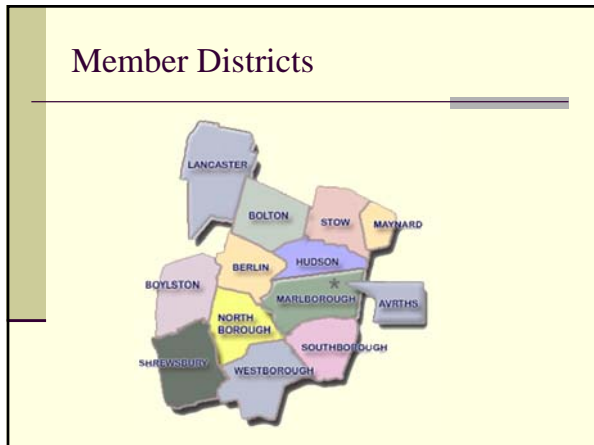 Member Districts
LANCASTER
BOLTON
STOW
MAYNARD
HUDSON
BERLIN
BOYLSTON
MARLBOROUGH
*
AVRTHS
NORTH
BOROUGH
SOUTHBOROUGH
SHREWSBURY
WESTBOROUGH